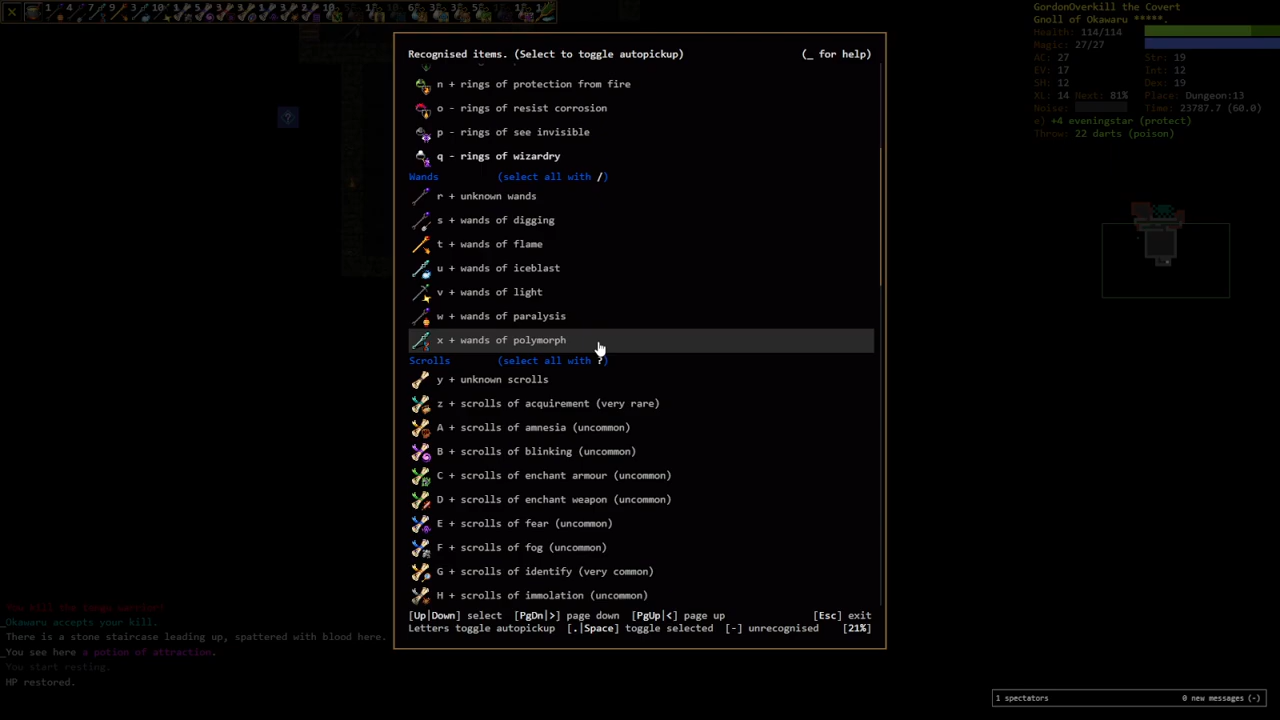 GordonOverkill the Covert
Gnoll of Okawaru *****.
Health: 114/114
Magic: 27/27
AC: 27 Str: 19
EV: 17 Int: 12
SH: 12 Dex: 19
XL: 14 Next: 81% Place: Dungeon:13
Noise: Time: 23787.7 (60.0)
e) +4 eveningstar (protect)
Throw: 22 darts (poison)
Recognised items. (Select to toggle autopickup) (_ for help)
n + rings of protection from fire
o - rings of resist corrosion
p - rings of see invisible
q - rings of wizardry
Wands (select all with /)
r + unknown wands
s + wands of digging
t + wands of flame
u + wands of iceblast
v + wands of light
w + wands of paralysis
x + wands of polymorph
Scrolls (select all with ?)
y + unknown scrolls
z + scrolls of acquirement (very rare)
A + scrolls of amnesia (uncommon)
B + scrolls of blinking (uncommon)
C + scrolls of enchant armour (uncommon)
D + scrolls of enchant weapon (uncommon)
E + scrolls of fear (uncommon)
F + scrolls of fog (uncommon)
G + scrolls of identify (very common)
H + scrolls of immolation (uncommon)
[Up|Down] select [PgDn|>] page down [PgUp|<] page up [Esc] exit
Letters toggle autopickup [.|Space] toggle selected [-] unrecognised [21%]
You kill the iguana warrior!
_Okawaru accepts your kill.
There is a stone staircase leading up, spattered with blood here.
_You see here a potion of attraction.
You start resting.
HP restored.
1 spectators 0 new messages (-)